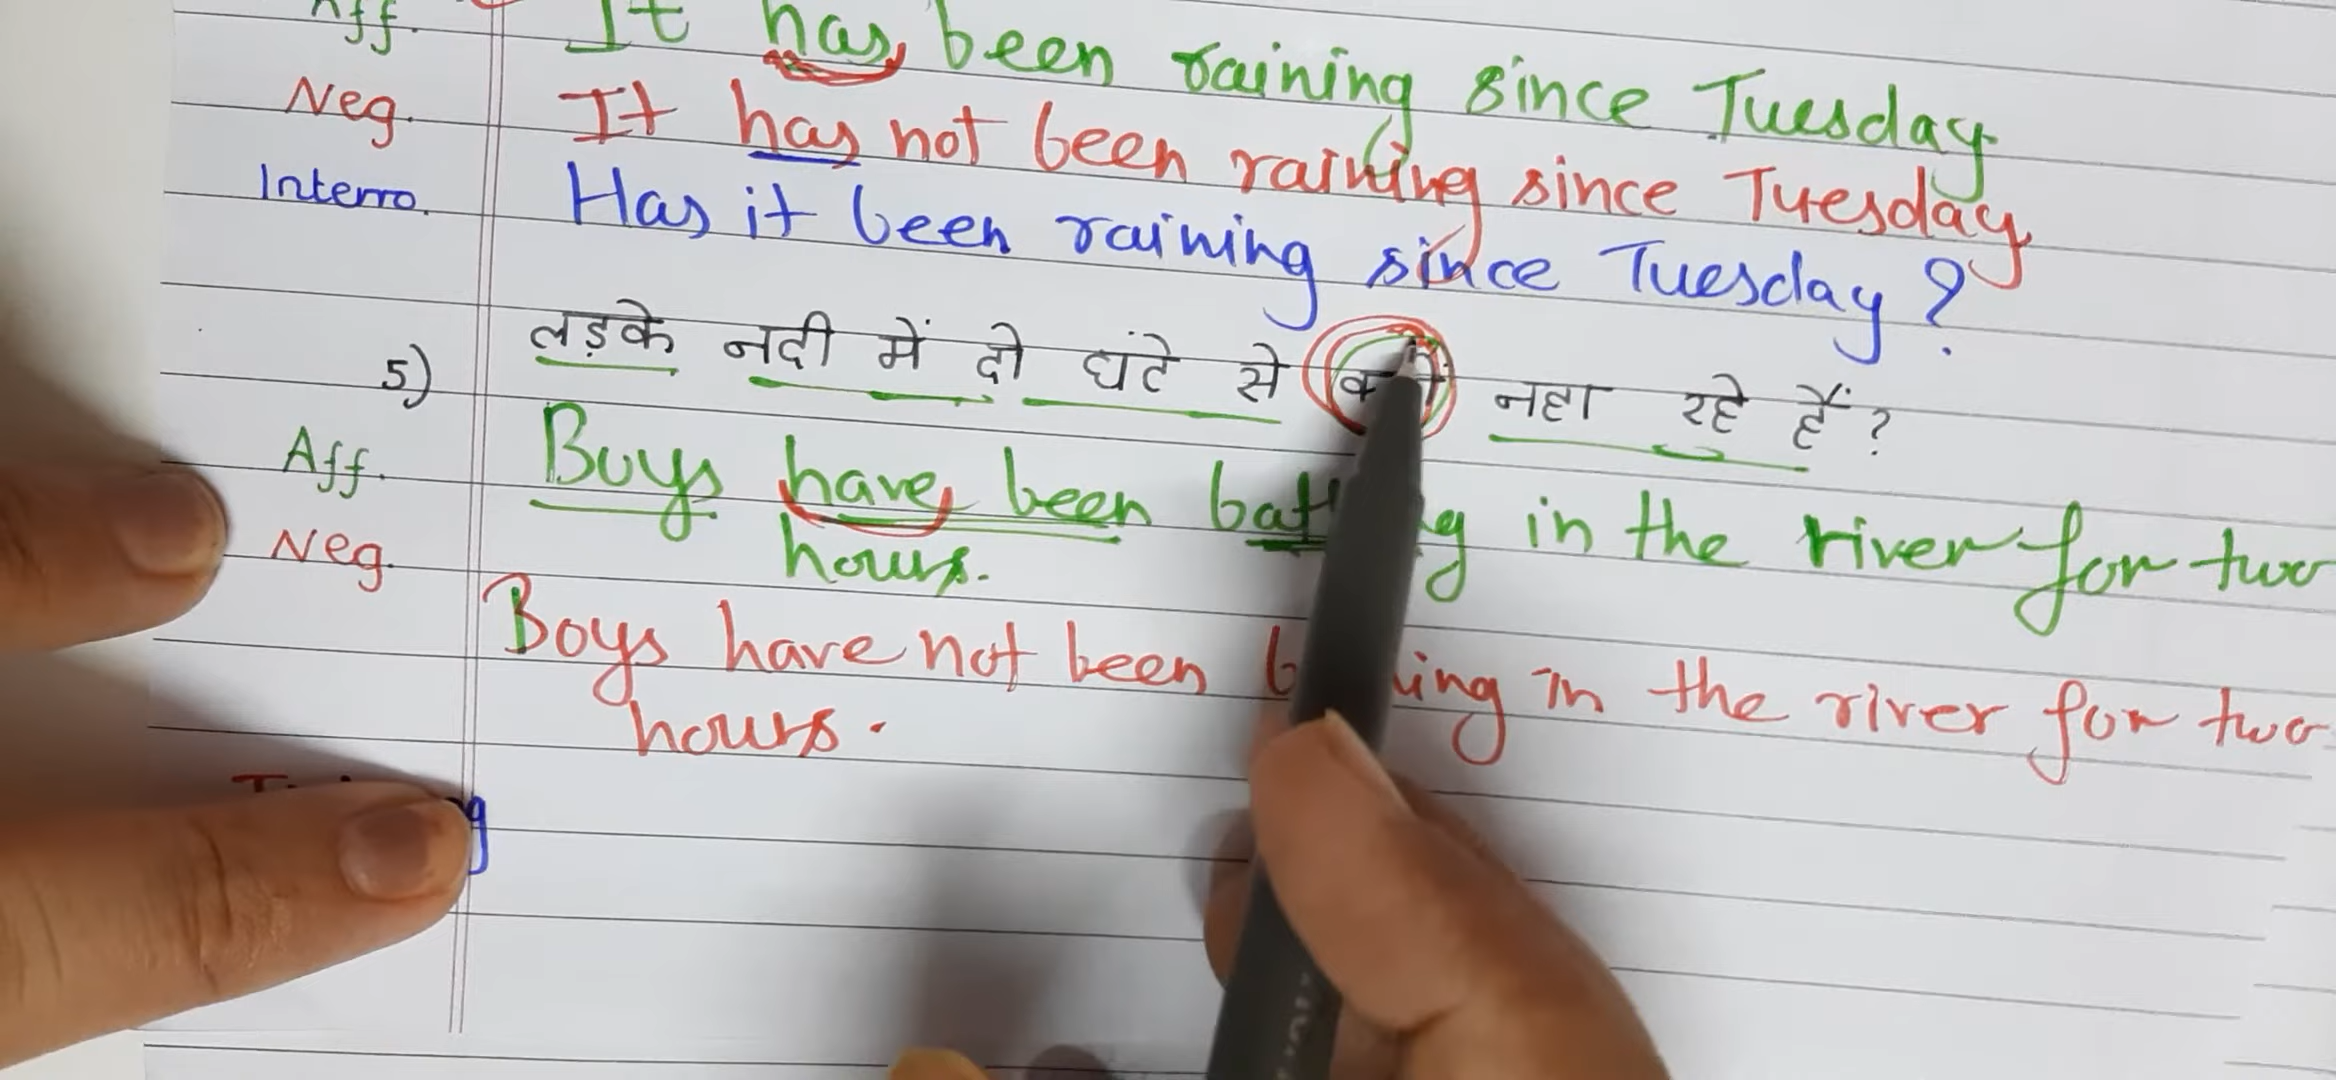 Aff. It has been raining since Tuesday
Neg. It has not been raining since Tuesday
Interro. Has it been raining since Tuesday?
5) लड़के नदी में दो घंटे से नहा रहे हैं?
Aff. Boys have been in the river for two
hours.
Neg. Boys have not been in the river for two
hours.